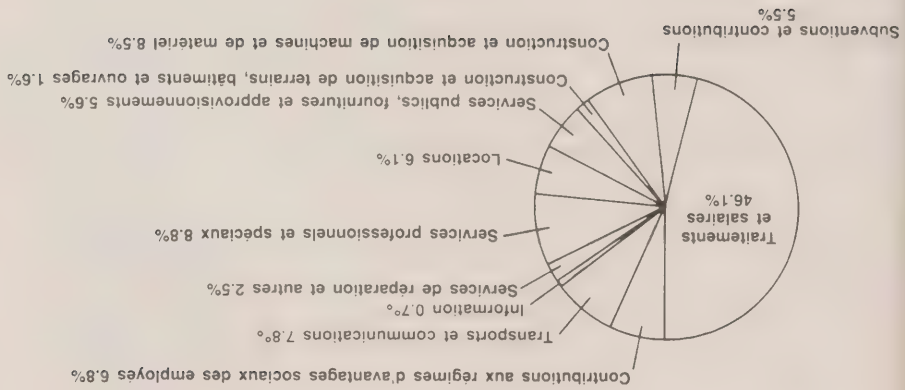 Contributions aux régimes d'avantages sociaux des employés 6.8%
Transports et communications 7.8%
Information 0.7%
Services de réparation et autres 2.5%
Services professionnels et spéciaux 8.8%
Traitements
et salaires
46.1%
Locations 6.1%
Services publics, fournitures et approvisionnements 5.6%
Construction et acquisition de terrains, bâtiments et ouvrages 1.6%
Construction et acquisition de machines et de matériel 8.5%
Subventions et contributions
5.5%